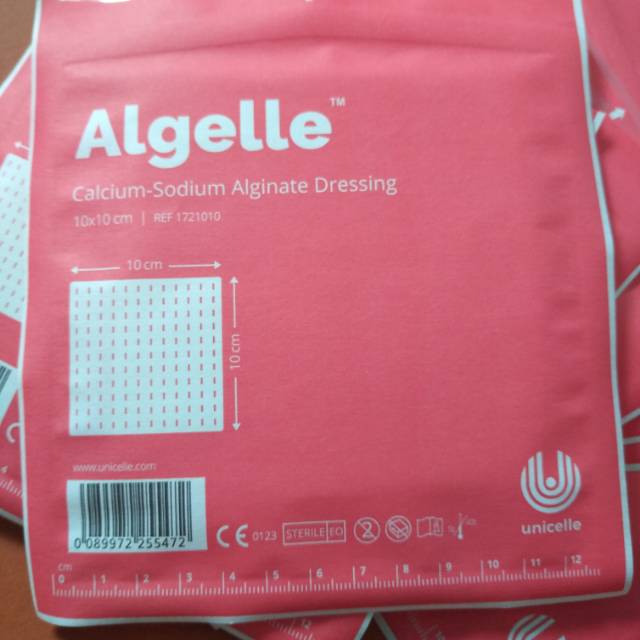 Algelle™
Calcium-Sodium Alginate Dressing
10x10 cm | REF 1721010
10 cm
10 cm
www.unicelle.com
0 089972 255472
CE 0123 STERILE EO
unicelle
cm
0 1 2 3 4 5 6 7 8 9 10 11 12
12